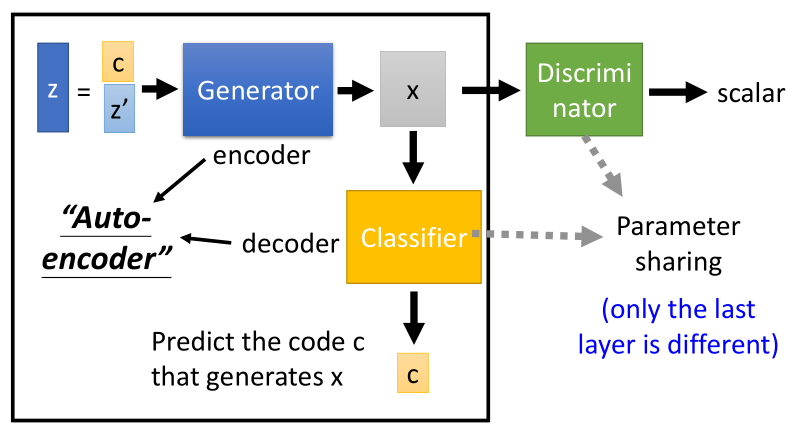 z
=
c
z’
Generator
x
Discrimi
nator
scalar
encoder
“Auto-
encoder”
decoder
Classifier
Parameter
sharing
(only the last
layer is different)
Predict the code c
that generates x
c